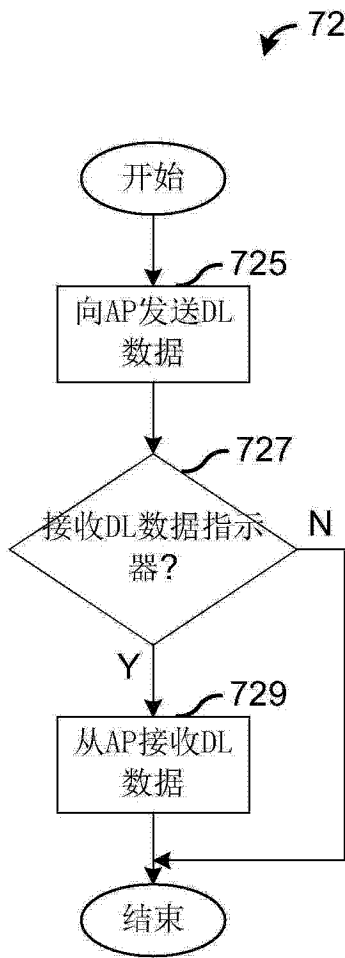 72
开始
725
向AP发送DL
数据
727
接收DL数据指示
器?
N
Y
729
从AP接收DL
数据
结束